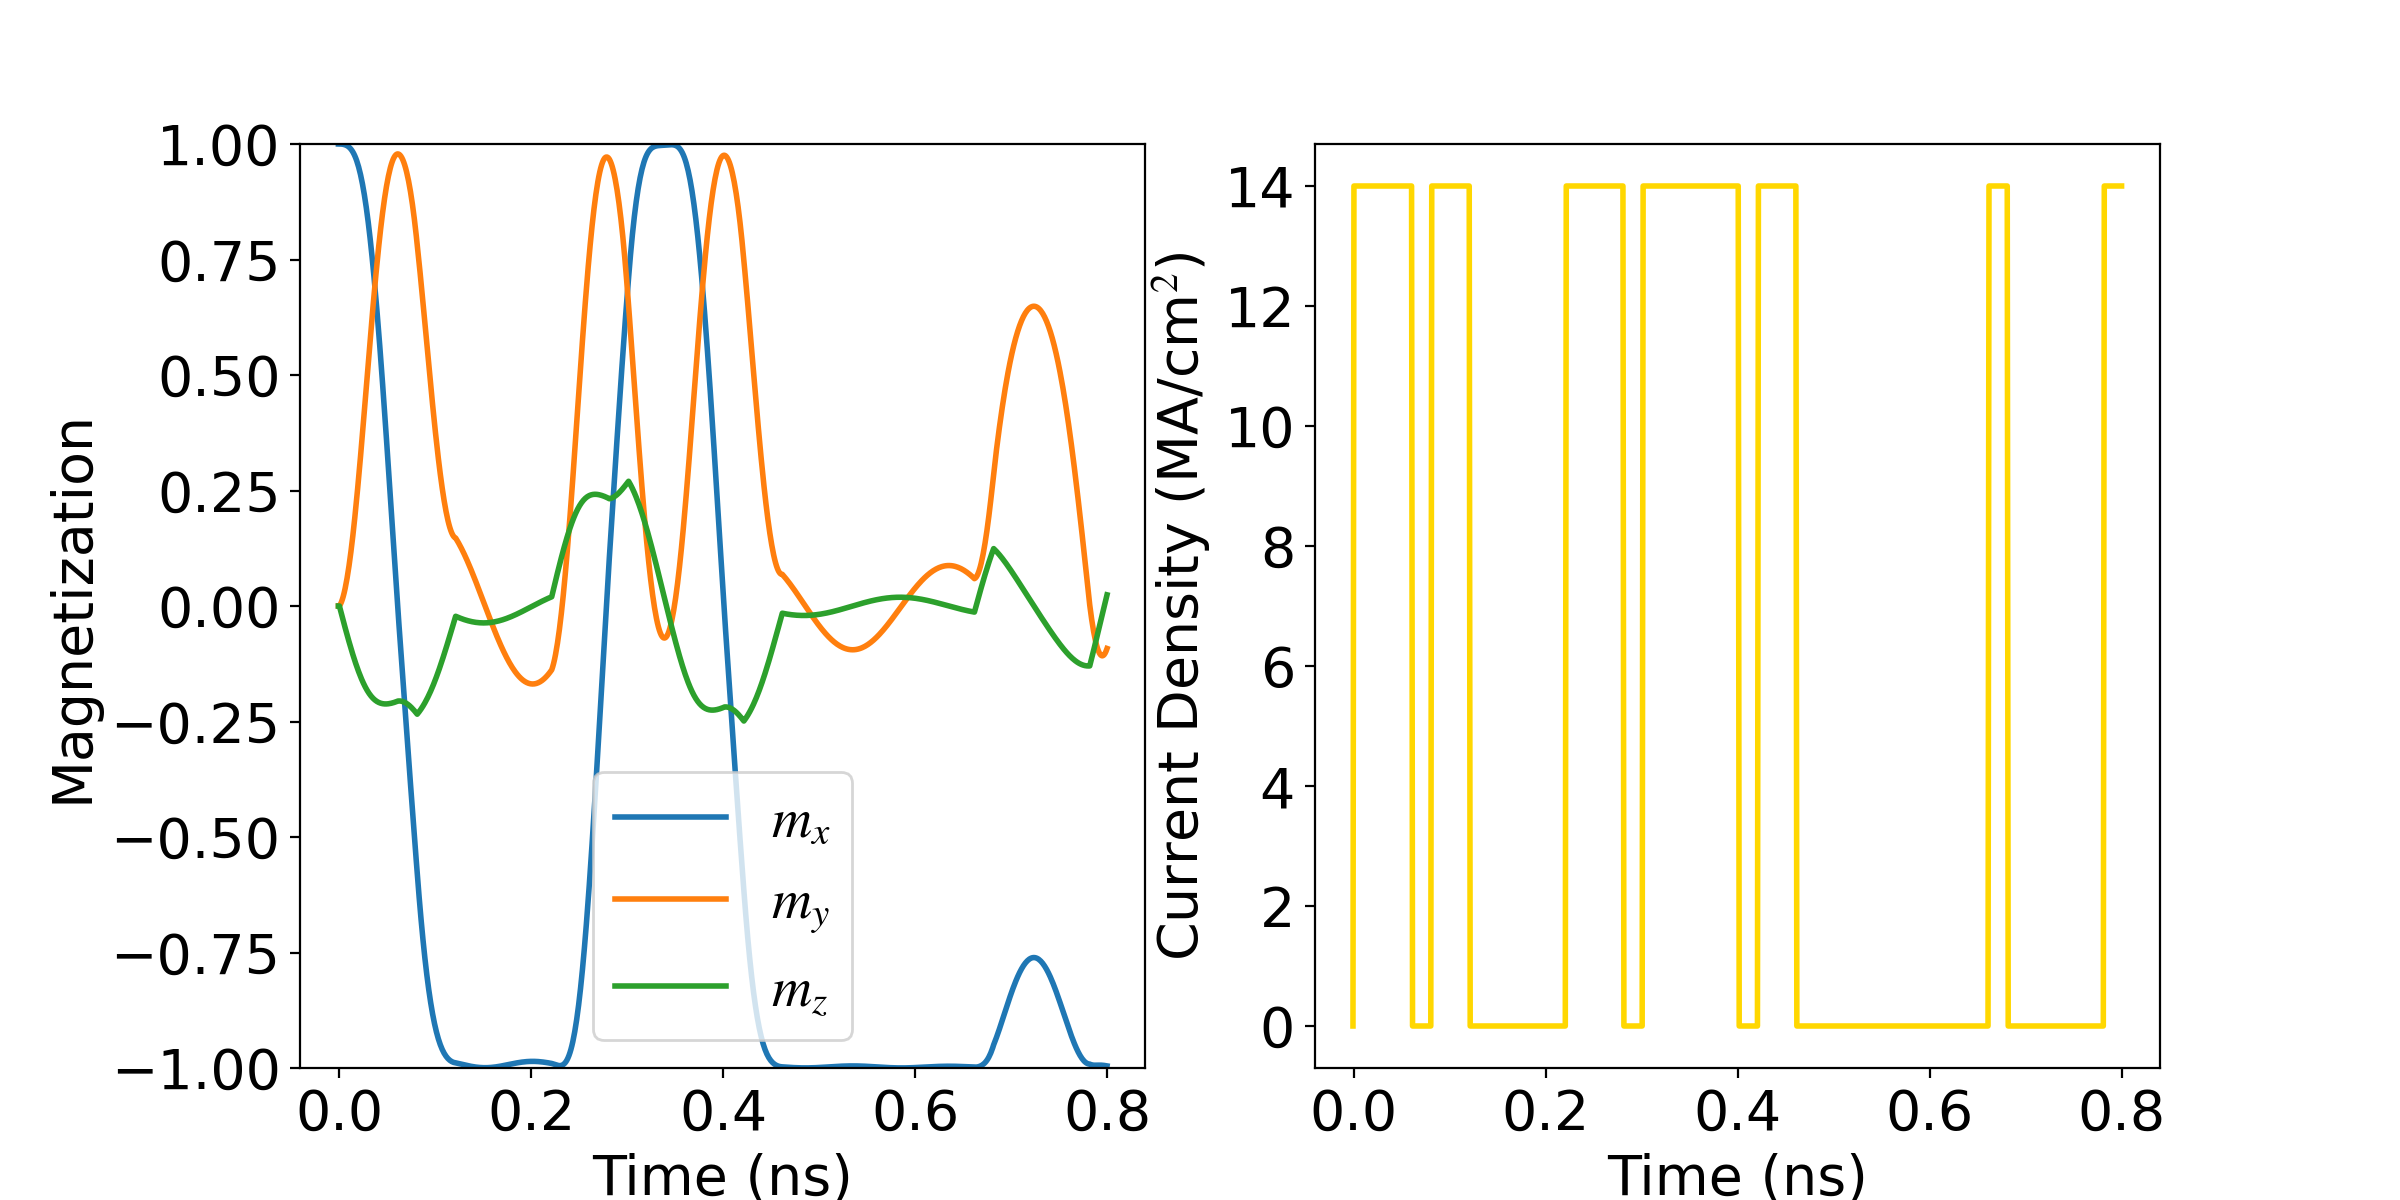 Magnetization
1.00
0.75
0.50
0.25
0.00
−0.25
−0.50
−0.75
−1.00
0.0 0.2 0.4 0.6 0.8
Time (ns)
m_x
m_y
m_z
Current Density (MA/cm²)
14
12
10
8
6
4
2
0
0.0 0.2 0.4 0.6 0.8
Time (ns)